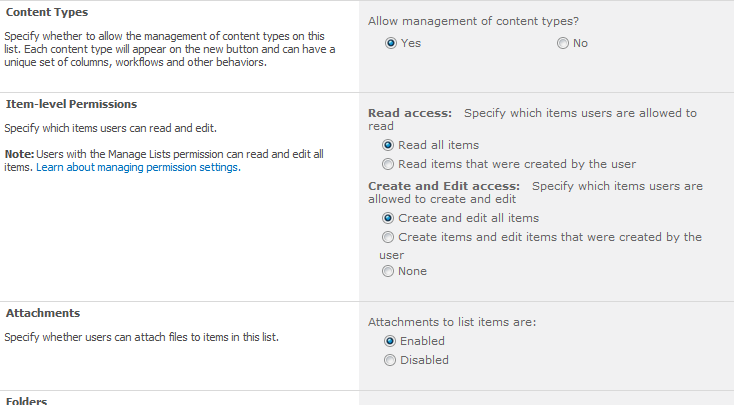 Content Types
Specify whether to allow the management of content types on this
list. Each content type will appear on the new button and can have a
unique set of columns, workflows and other behaviors.
Allow management of content types?
Yes
No
Item-level Permissions
Specify which items users can read and edit.
Note: Users with the Manage Lists permission can read and edit all
items. Learn about managing permission settings.
Read access: Specify which items users are allowed to
read
Read all items
Read items that were created by the user
Create and Edit access: Specify which items users are
allowed to create and edit
Create and edit all items
Create items and edit items that were created by the
user
None
Attachments
Specify whether users can attach files to items in this list.
Attachments to list items are:
Enabled
Disabled
Folders